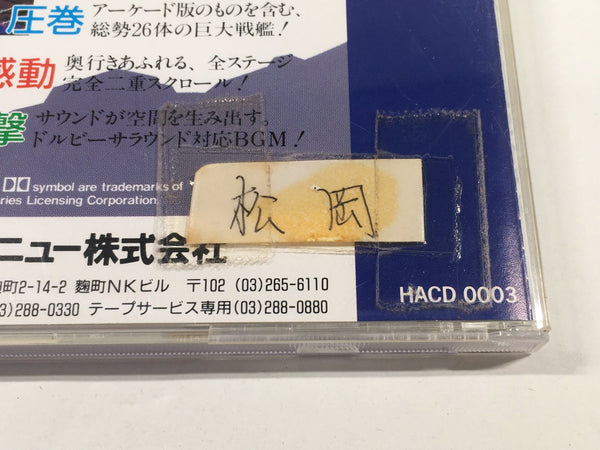 圧巻 アーケード版のものを含む、
総勢26体の巨大戦艦!
感動 奥行きあふれる、全ステージ
完全二重スクロール!
撃 サウンドが空間を生み出す。
ドルビーサラウンド対応BGM!
symbol are trademarks of
ries Licensing Corporation
松岡
ニュー株式会社
町2-14-2 麹町NKビル 〒102 (03)265-6110
3)288-0330 テープサービス専用(03)288-0880
HACD 0003